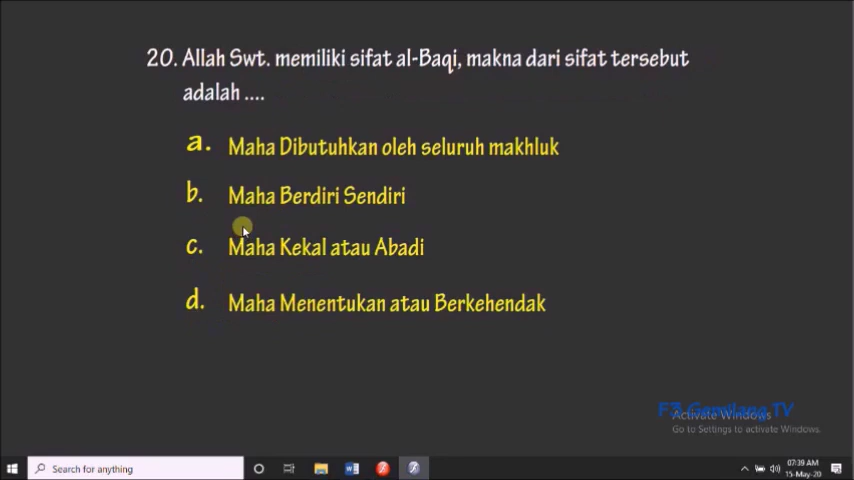 20. Allah Swt. memiliki sifat al-Baqi, makna dari sifat tersebut
adalah ....
a. Maha Dibutuhkan oleh seluruh makhluk
b. Maha Berdiri Sendiri
c. Maha Kekal atau Abadi
d. Maha Menentukan atau Berkehendak
Gemilang TV
Activate Windows
Go to Settings to activate Windows.
Search for anything
07:39 AM
15-May-20